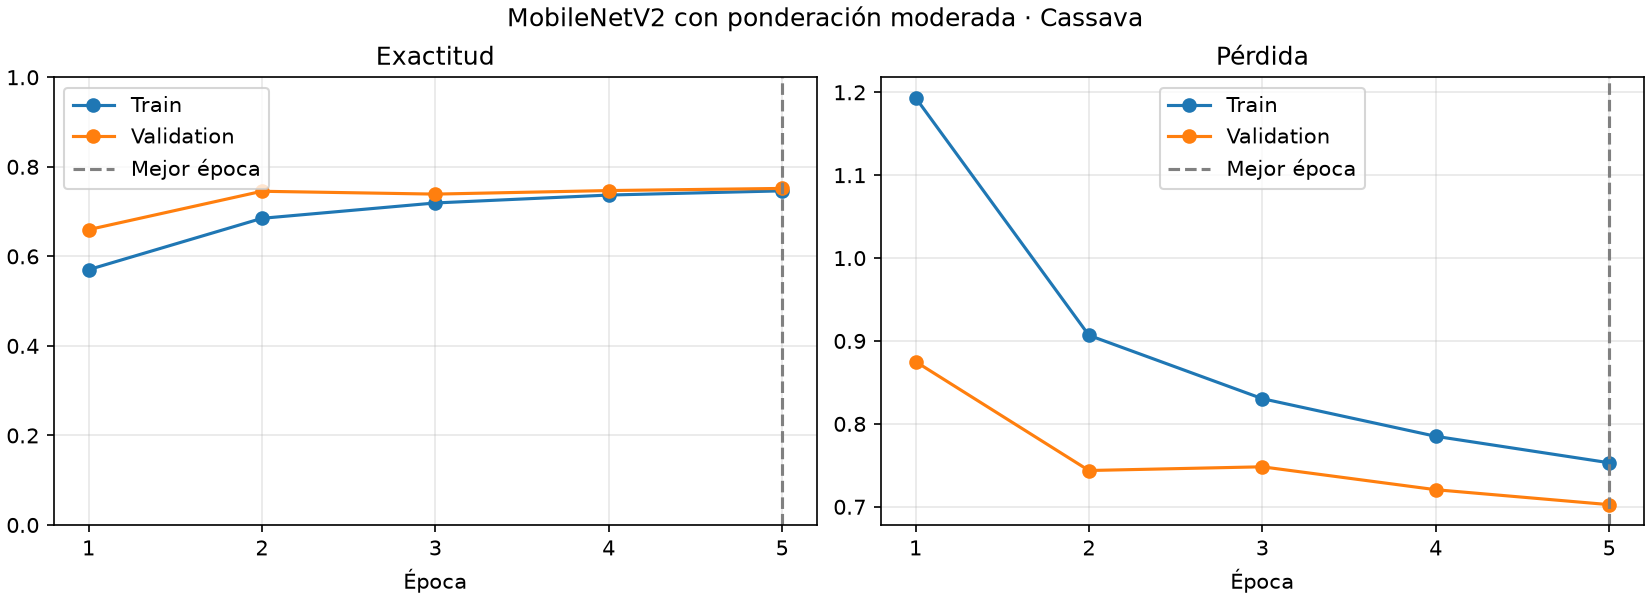 MobileNetV2 con ponderación moderada · Cassava
Exactitud
1.0
0.8
0.6
0.4
0.2
0.0
Train
Validation
Mejor época
1 2 3 4 5
Época
Pérdida
1.2
1.1
1.0
0.9
0.8
0.7
Train
Validation
Mejor época
1 2 3 4 5
Época